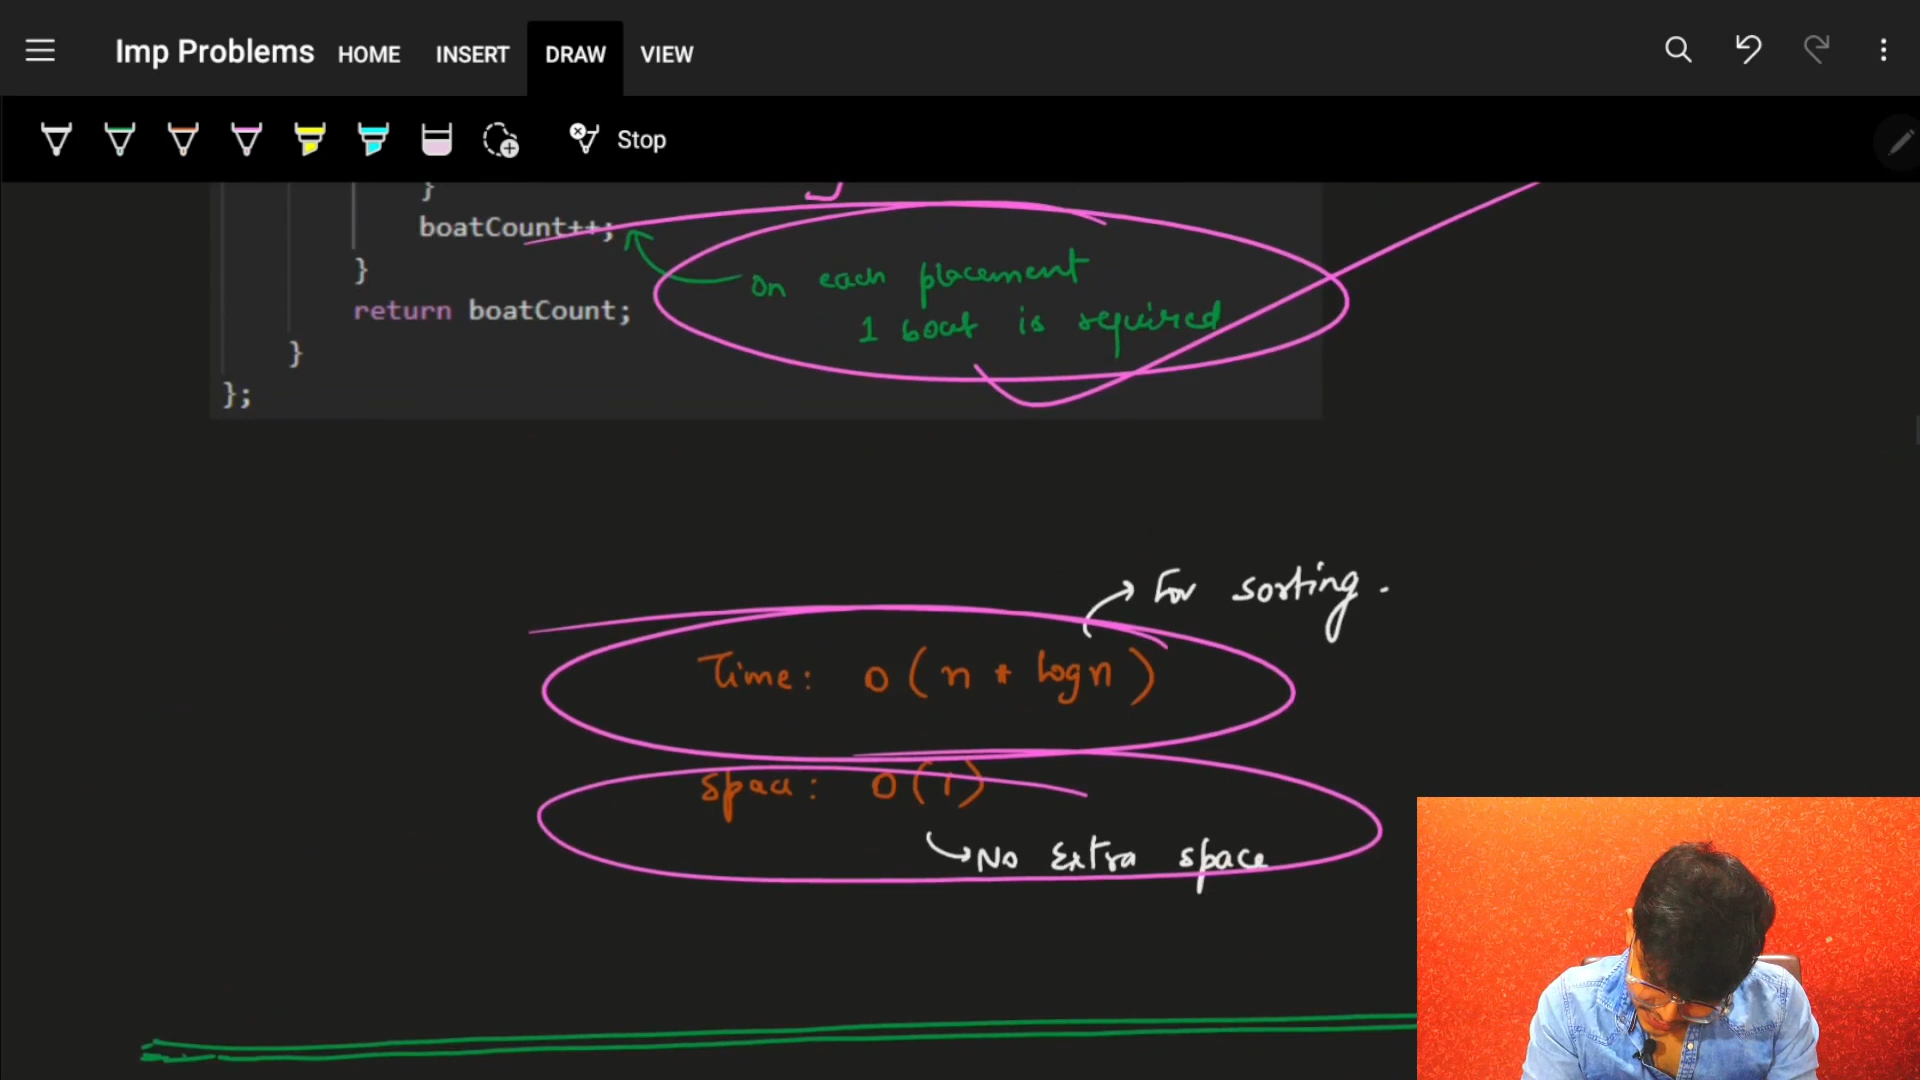 Imp Problems HOME INSERT DRAW VIEW
Stop
}
boatCount++;
}
return boatCount;
}
};
on each placement
1 boat is required
For sorting.
Time: O(n * logn)
Space: O(1)
No Extra space